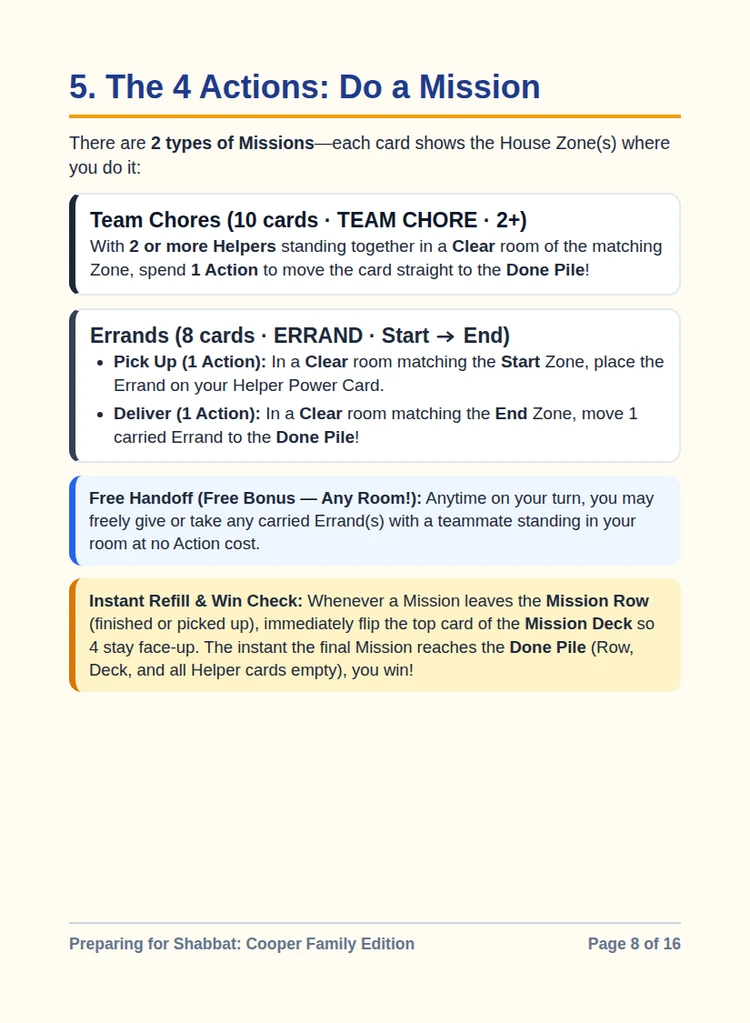 5. The 4 Actions: Do a Mission
There are 2 types of Missions—each card shows the House Zone(s) where
you do it:
Team Chores (10 cards · TEAM CHORE · 2+)
With 2 or more Helpers standing together in a Clear room of the matching
Zone, spend 1 Action to move the card straight to the Done Pile!
Errands (8 cards · ERRAND · Start → End)
• Pick Up (1 Action): In a Clear room matching the Start Zone, place the
Errand on your Helper Power Card.
• Deliver (1 Action): In a Clear room matching the End Zone, move 1
carried Errand to the Done Pile!
Free Handoff (Free Bonus — Any Room!): Anytime on your turn, you may
freely give or take any carried Errand(s) with a teammate standing in your
room at no Action cost.
Instant Refill & Win Check: Whenever a Mission leaves the Mission Row
(finished or picked up), immediately flip the top card of the Mission Deck so
4 stay face-up. The instant the final Mission reaches the Done Pile (Row,
Deck, and all Helper cards empty), you win!
Preparing for Shabbat: Cooper Family Edition
Page 8 of 16